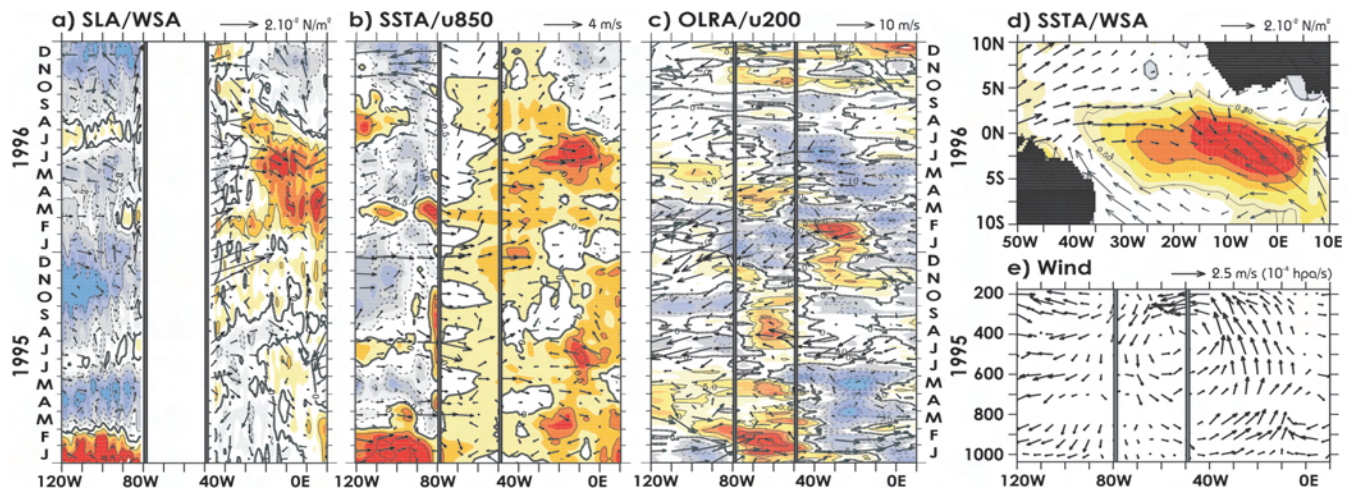 a) SLA/WSA
2.10⁻² N/m²
b) SSTA/u850
4 m/s
c) OLRA/u200
10 m/s
d) SSTA/WSA
2.10⁻² N/m²
D
N
O
S
A
J
J
M
A
M
F
J
D
N
O
S
A
J
J
M
A
M
F
J
1996
1995
120W 80W 40W 0E
120W 80W 40W 0E
120W 80W 40W 0E
D
N
O
S
A
J
J
M
A
M
F
J
D
N
O
S
A
J
J
M
A
M
F
J
1996
1995
10N
5N
0N
5S
10S
50W 40W 30W 20W 10W 0E 10E
e) Wind
2.5 m/s (10⁻⁴ hpa/s)
200
400
600
800
1000
120W 80W 40W 0E